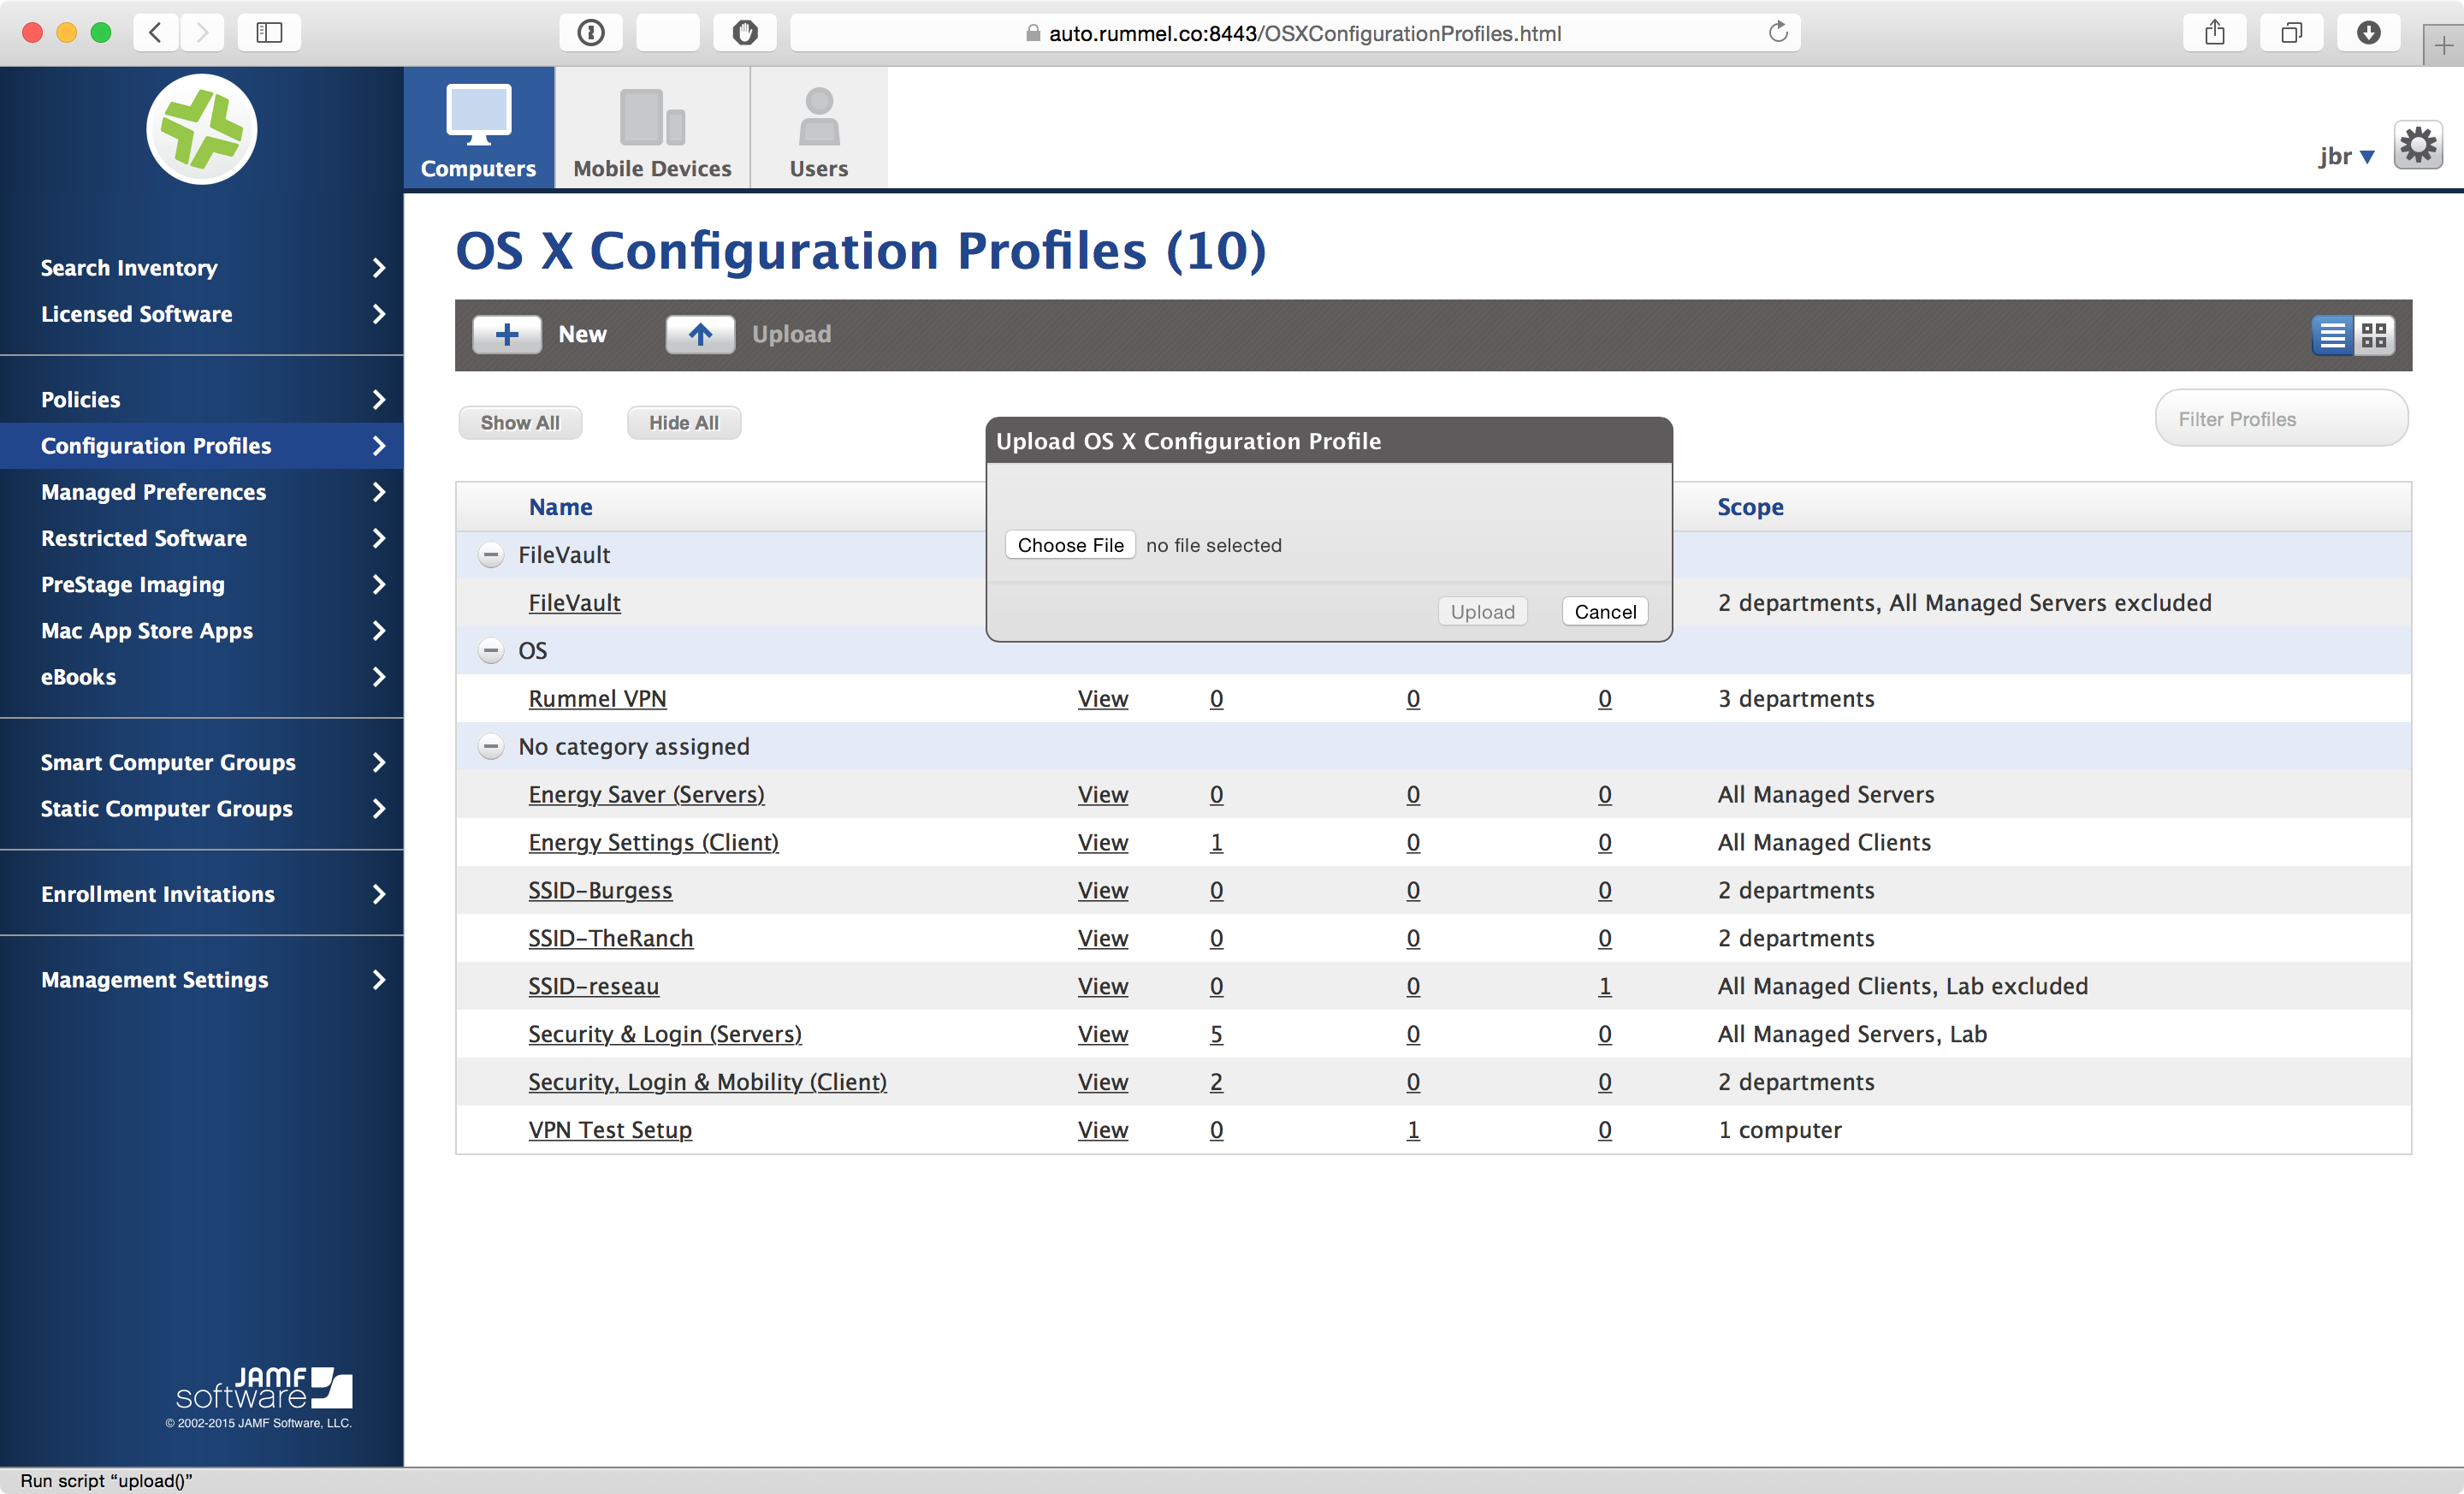 auto.rummel.co:8443/OSXConfigurationProfiles.html
Computers
Mobile Devices
Users
jbr
Search Inventory
Licensed Software
Policies
Configuration Profiles
Managed Preferences
Restricted Software
PreStage Imaging
Mac App Store Apps
eBooks
Smart Computer Groups
Static Computer Groups
Enrollment Invitations
Management Settings
JAMF
software
© 2002-2015 JAMF Software, LLC.
OS X Configuration Profiles (10)
New
Upload
Show All
Hide All
Filter Profiles
Upload OS X Configuration Profile
Choose File no file selected
Upload
Cancel
Name Scope
FileVault
FileVault 2 departments, All Managed Servers excluded
OS
Rummel VPN View 0 0 0 3 departments
No category assigned
Energy Saver (Servers) View 0 0 0 All Managed Servers
Energy Settings (Client) View 1 0 0 All Managed Clients
SSID-Burgess View 0 0 0 2 departments
SSID-TheRanch View 0 0 0 2 departments
SSID-reseau View 0 0 1 All Managed Clients, Lab excluded
Security & Login (Servers) View 5 0 0 All Managed Servers, Lab
Security, Login & Mobility (Client) View 2 0 0 2 departments
VPN Test Setup View 0 1 0 1 computer
Run script “upload()”